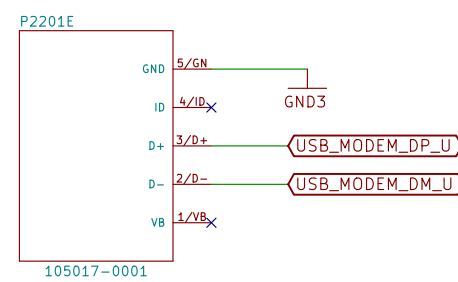 P2201E
GND 5/GN
GND3
ID 4/ID
D+ 3/D+ USB_MODEM_DP_U
D- 2/D- USB_MODEM_DM_U
VB 1/VB
105017-0001